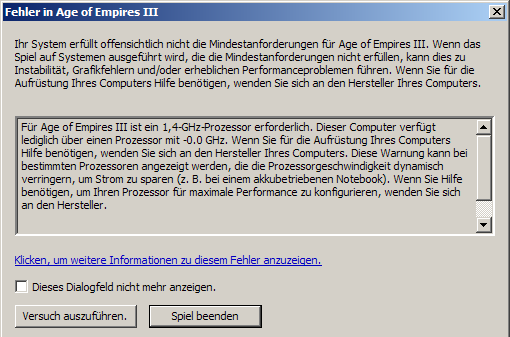 Fehler in Age of Empires III
Ihr System erfüllt offensichtlich nicht die Mindestanforderungen für Age of Empires III. Wenn das
Spiel auf Systemen ausgeführt wird, die die Mindestanforderungen nicht erfüllen, kann dies zu
Instabilität, Grafikfehlern und/oder erheblichen Performanceproblemen führen. Wenn Sie für die
Aufrüstung Ihres Computers Hilfe benötigen, wenden Sie sich an den Hersteller Ihres Computers.
Für Age of Empires III ist ein 1,4-GHz-Prozessor erforderlich. Dieser Computer verfügt
lediglich über einen Prozessor mit -0.0 GHz. Wenn Sie für die Aufrüstung Ihres Computers
Hilfe benötigen, wenden Sie sich an den Hersteller Ihres Computers. Diese Warnung kann bei
bestimmten Prozessoren angezeigt werden, die die Prozessorgeschwindigkeit dynamisch
verringern, um Strom zu sparen (z. B. bei einem akkubetriebenen Notebook). Wenn Sie Hilfe
benötigen, um Ihren Prozessor für maximale Performance zu konfigurieren, wenden Sie sich
an den Hersteller.
Klicken, um weitere Informationen zu diesem Fehler anzuzeigen.
Dieses Dialogfeld nicht mehr anzeigen.
Versuch auszuführen.
Spiel beenden